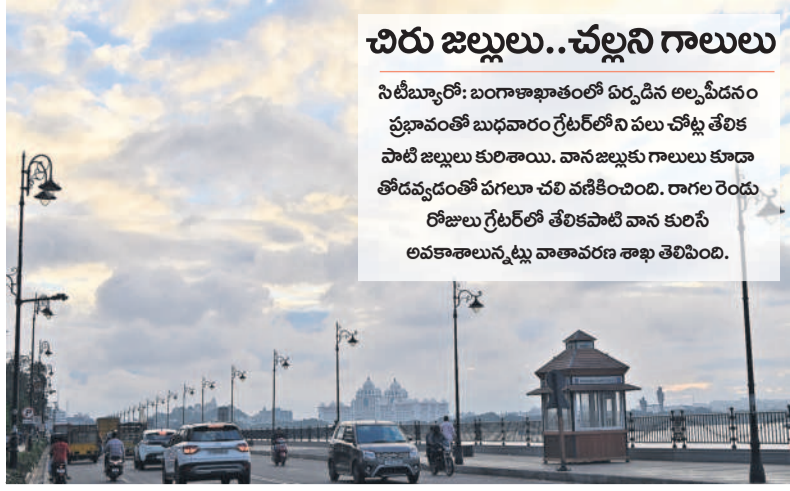 చిరు జల్లులు..చల్లని గాలులు
సిటీబ్యూరో: బంగాళాఖాతంలో ఏర్పడిన అల్పపీడనం
ప్రభావంతో బుధవారం గ్రేటర్‌లోని పలు చోట్ల తేలిక
పాటి జల్లులు కురిశాయి. వానజల్లుకు గాలులు కూడా
తోడవ్వడంతో పగలూ చలి వణికించింది. రాగల రెండు
రోజులు గ్రేటర్‌లో తేలికపాటి వాన కురిసే
అవకాశాలున్నట్లు వాతావరణ శాఖ తెలిపింది.